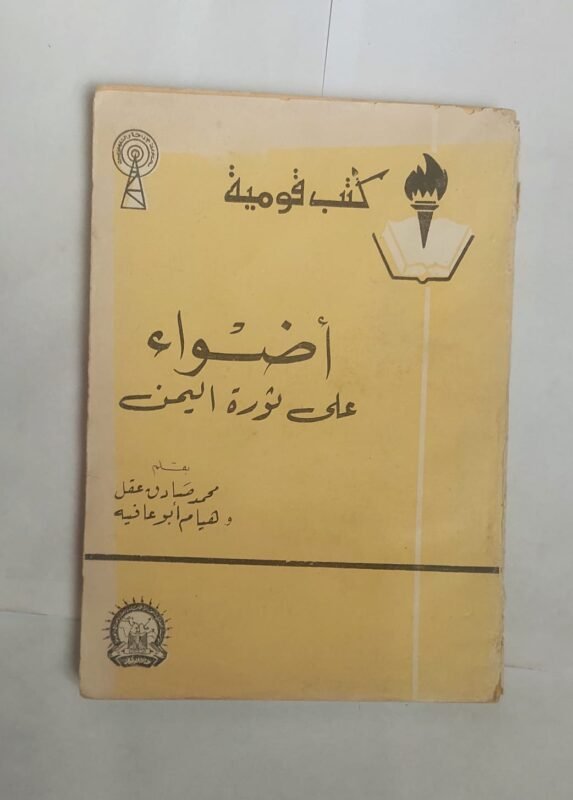 كتب قومية
أضواء
على ثورة اليمن
بقلم
محمد صادق عقل
و هيام أبو عافيه